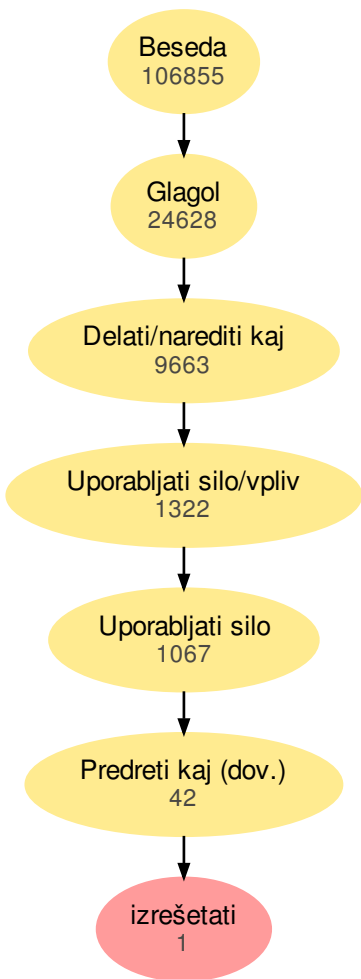 Beseda
106855
Glagol
24628
Delati/narediti kaj
9663
Uporabljati silo/vpliv
1322
Uporabljati silo
1067
Predreti kaj (dov.)
42
izrešetati
1